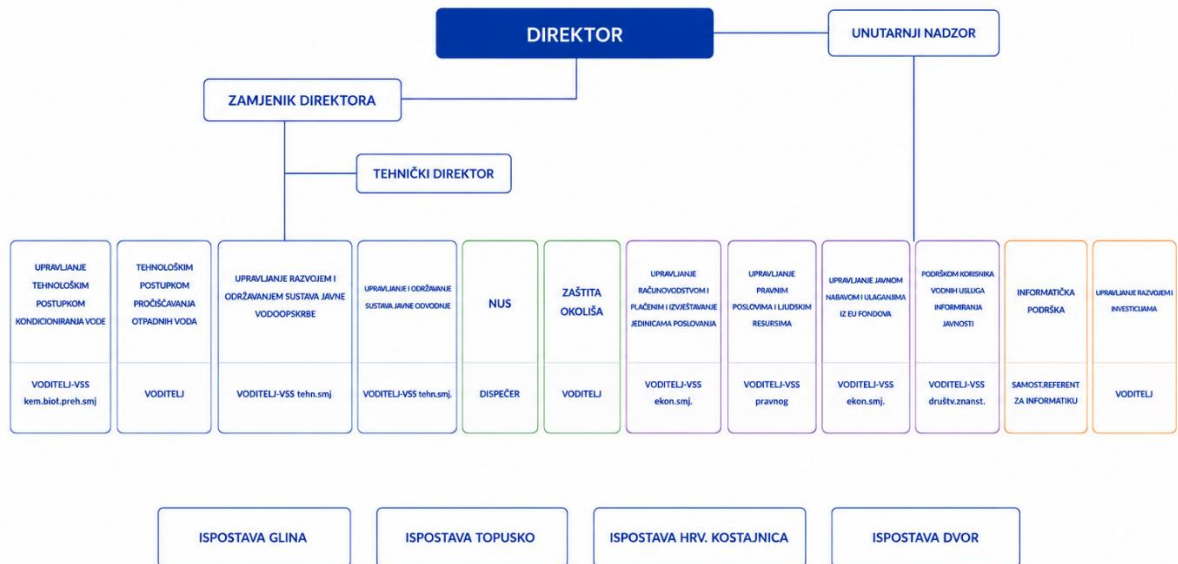 DIREKTOR
UNUTARNJI NADZOR
ZAMJENIK DIREKTORA
TEHNIČKI DIREKTOR
UPRAVLJANJE
TEHNOLOŠKIM
POSTUPKOM
KONDICIONIRANJA VODE
VODITELJ-VSS
kem.biot.preh.smj
TEHNOLOŠKIM
POSTUPKOM
PROČIŠĆAVANJA
OTPADNIH VODA
VODITELJ
UPRAVLJANJE RAZVOJEM I
ODRŽAVANJEM SUSTAVA JAVNE
VODOOPSKRBE
VODITELJ-VSS tehn.smj
UPRAVLJANJE I ODRŽAVANJE
SUSTAVA JAVNE ODVODNJE
VODITELJ-VSS tehn.smj.
NUS
DISPEČER
ZAŠTITA
OKOLIŠA
VODITELJ
UPRAVLJANJE
RAČUNOVODSTVOM I
PLAĆENIM I IZVJEŠTAVANJE
JEDINICAMA POSLOVANJA
VODITELJ-VSS
ekon.smj.
UPRAVLJANJE
PRAVNIM
POSLOVIMA I LJUDSKIM
RESURSIMA
VODITELJ-VSS
pravnog
UPRAVLJANJE JAVNOM
NABAVOM I ULAGANJIMA
IZ EU FONDOVA
VODITELJ-VSS
ekon.smj.
PODRŠKOM KORISNIKA
VODNIH USLUGA
INFORMIRANJA
JAVNOSTI
VODITELJ-VSS
društv.znanst.
INFORMATIČKA
PODRŠKA
SAMOST.REFERENT
ZA INFORMATIKU
UPRAVLJANJE RAZVOJEM I
INVESTICIJAMA
VODITELJ
ISPOSTAVA GLINA
ISPOSTAVA TOPUSKO
ISPOSTAVA HRV. KOSTAJNICA
ISPOSTAVA DVOR